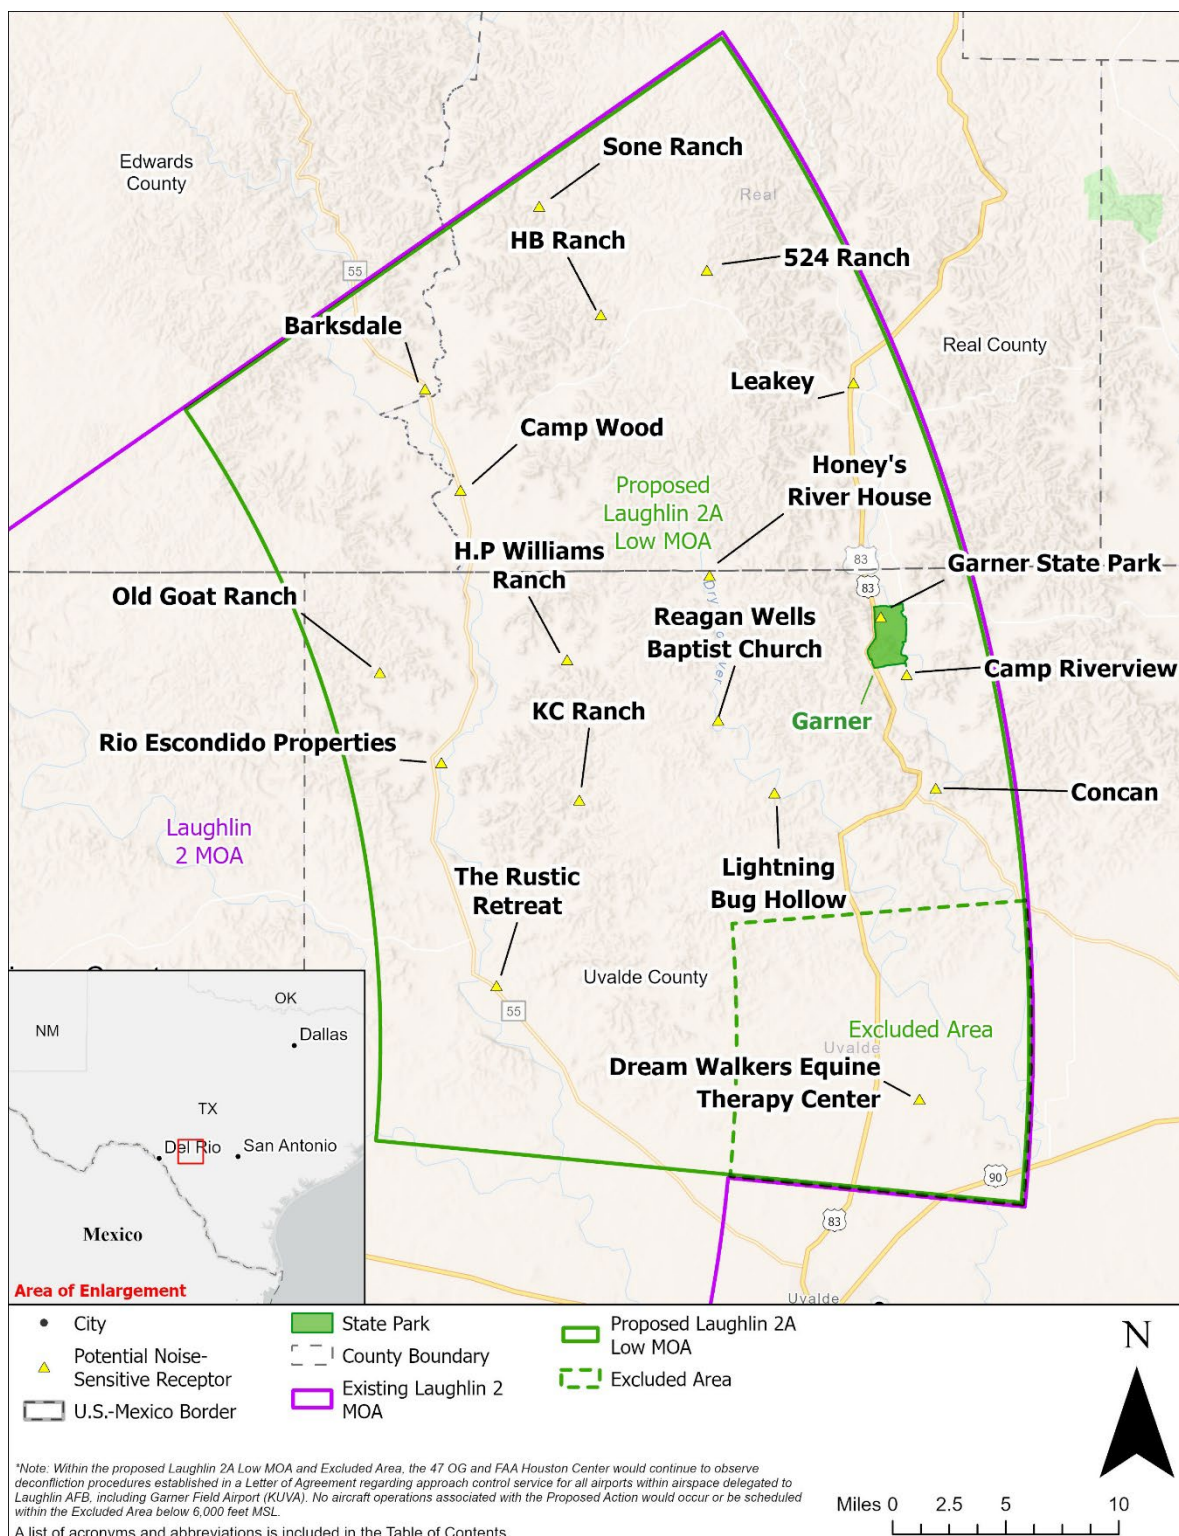 Sone Ranch
Edwards
County
Real
HB Ranch
524 Ranch
55
Barksdale
Real County
Leakey
Camp Wood
Honey's
River House
Proposed
Laughlin 2A
Low MOA
H.P Williams
Ranch
83
Garner State Park
83
Old Goat Ranch
Dry
River
Reagan Wells
Baptist Church
Camp Riverview
KC Ranch
Garner
Rio Escondido Properties
Concan
Laughlin
2 MOA
Lightning
Bug Hollow
The Rustic
Retreat
Uvalde County
55
Excluded Area
Uvalde
Dream Walkers Equine
Therapy Center
90
83
Uvalde
OK
NM
Dallas
TX
Del Rio
San Antonio
Mexico
Area of Enlargement
City
Potential Noise-
Sensitive Receptor
U.S.-Mexico Border
State Park
County Boundary
Existing Laughlin 2
MOA
Proposed Laughlin 2A
Low MOA
Excluded Area
N
*Note: Within the proposed Laughlin 2A Low MOA and Excluded Area, the 47 OG and FAA Houston Center would continue to observe
deconfliction procedures established in a Letter of Agreement regarding approach control service for all airports within airspace delegated to
Laughlin AFB, including Garner Field Airport (KUVA). No aircraft operations associated with the Proposed Action would occur or be scheduled
within the Excluded Area below 6,000 feet MSL.
Miles 0 2.5 5 10
A list of acronyms and abbreviations is included in the Table of Contents